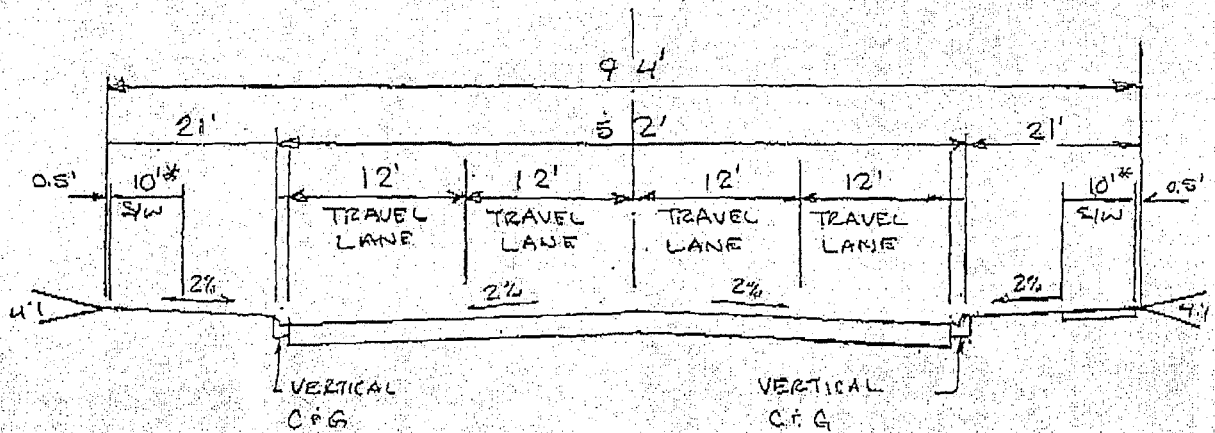 94'
21' 52' 21'
0.5' 10'* 12' 12' 12' 12' 10'* 0.5'
S/W TRAVEL LANE TRAVEL LANE TRAVEL LANE TRAVEL LANE S/W
2% 2% 2% 2%
4:1 4:1
VERTICAL VERTICAL
C & G C & G